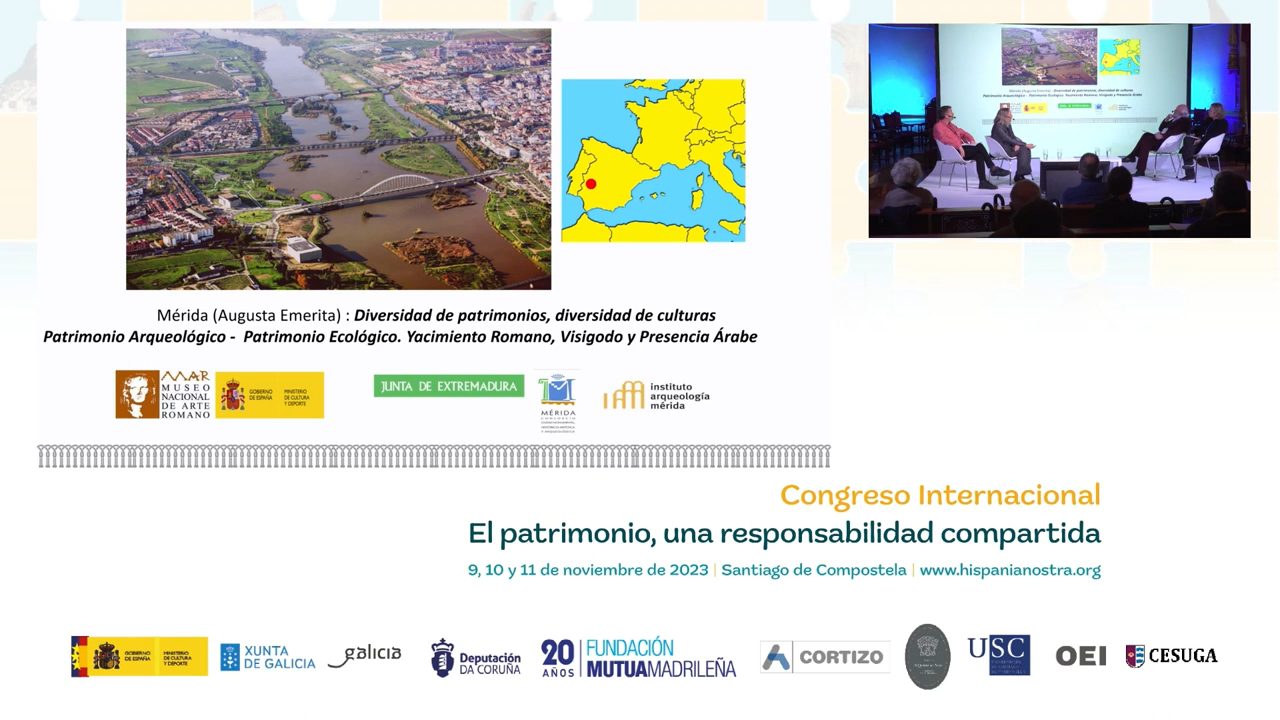 Mérida (Augusta Emerita) : Diversidad de patrimonios, diversidad de culturas
Patrimonio Arqueológico - Patrimonio Ecológico. Yacimiento Romano, Visigodo y Presencia Árabe
MAR
MUSEO
NACIONAL
DE ARTE
ROMANO
GOBIERNO
DE ESPAÑA
MINISTERIO
DE CULTURA
Y DEPORTE
JUNTA DE EXTREMADURA
MÉRIDA
instituto
arqueología
mérida
Congreso Internacional
El patrimonio, una responsabilidad compartida
9, 10 y 11 de noviembre de 2023 | Santiago de Compostela | www.hispanianostra.org
GOBIERNO
DE ESPAÑA
MINISTERIO
DE CULTURA
Y DEPORTE
XUNTA
DE GALICIA
galicia
Deputación
DA CORUÑA
20
AÑOS
FUNDACIÓN
MUTUAMADRILEÑA
CORTIZO
USC
OEI
CESUGA